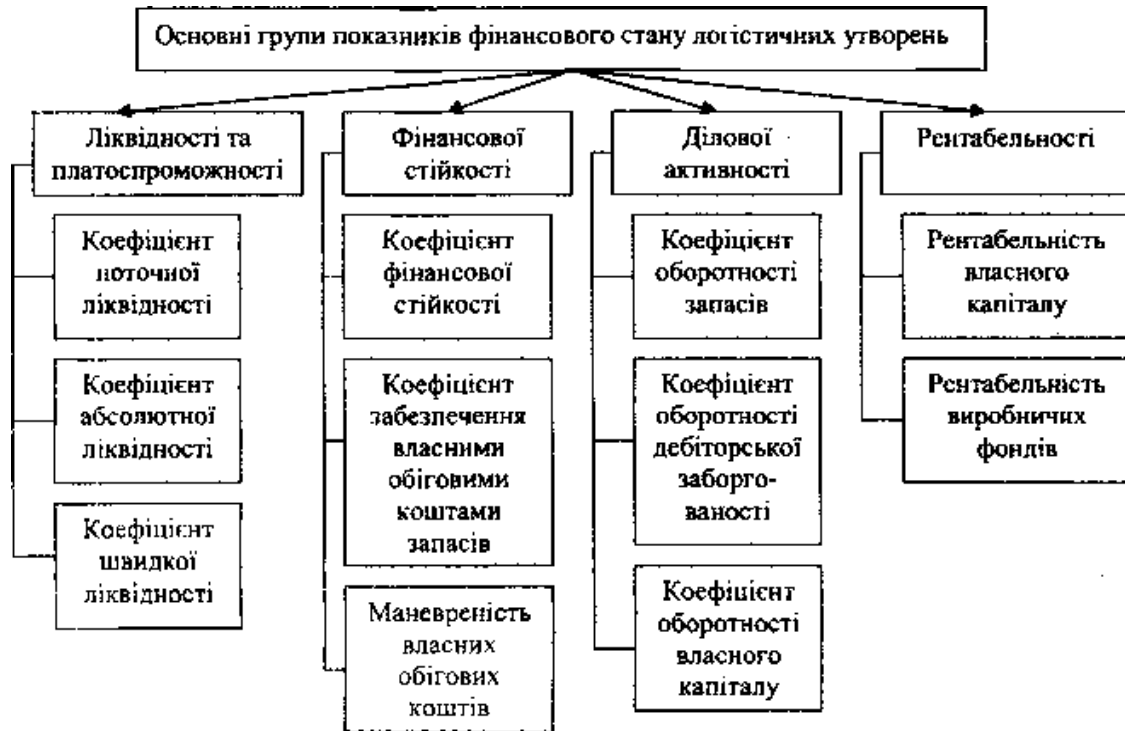 Основні групи показників фінансового стану логістичних утворень
Ліквідності та
платоспроможності
Коефіцієнт
поточної
ліквідності
Коефіцієнт
абсолютної
ліквідності
Коефіцієнт
швидкої
ліквідності
Фінансової
стійкості
Коефіцієнт
фінансової
стійкості
Коефіцієнт
забезпечення
власними
обіговими
коштами
запасів
Маневреність
власних
обігових
коштів
Ділової
активності
Коефіцієнт
оборотності
запасів
Коефіцієнт
оборотності
дебіторської
заборго-
ваності
Коефіцієнт
оборотності
власного
капіталу
Рентабельності
Рентабельність
власного
капіталу
Рентабельність
виробничих
фондів